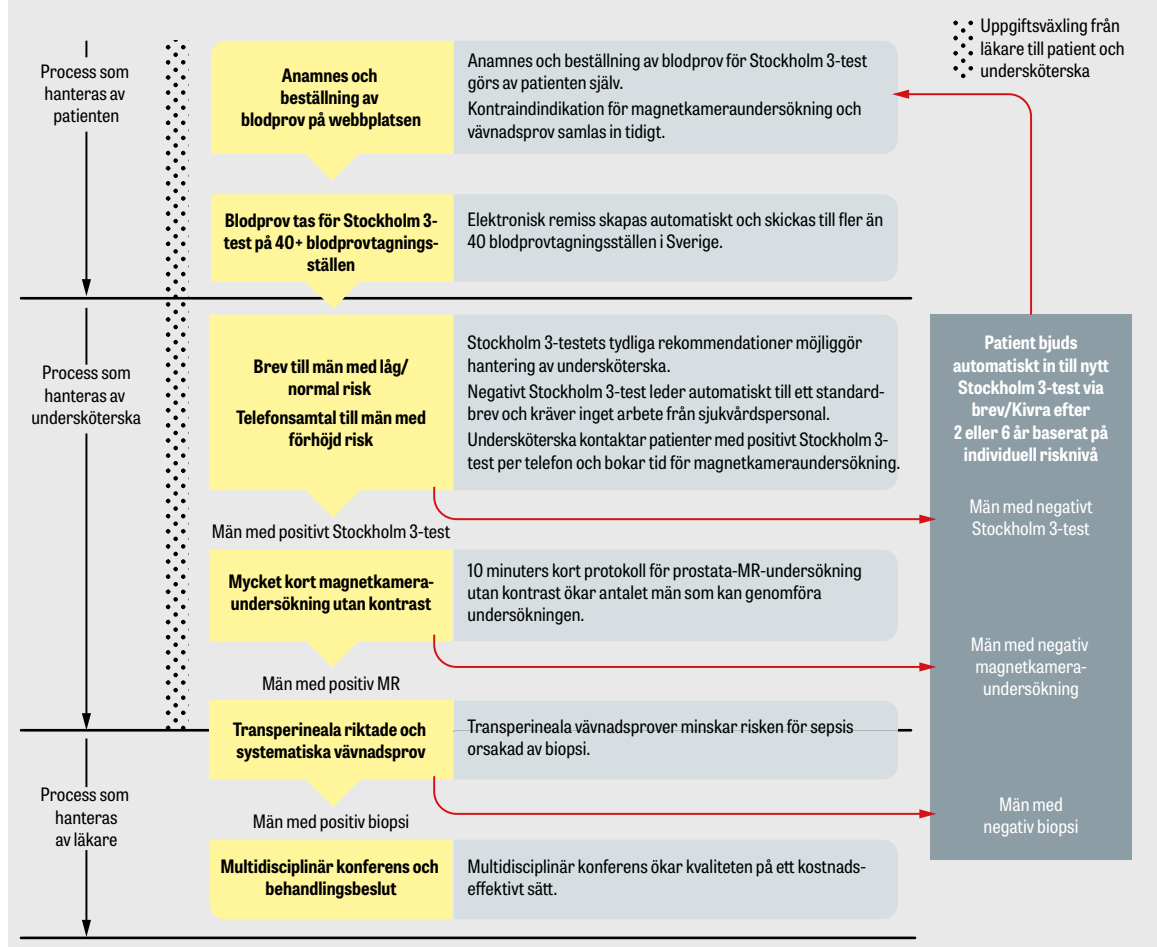 Uppgiftsväxling från
läkare till patient och
undersköterska
Process som
hanteras av
patienten
Anamnes och
beställning av
blodprov på webbplatsen
Anamnes och beställning av blodprov för Stockholm 3-test
görs av patienten själv.
Kontraindindikation för magnetkameraundersökning och
vävnadsprov samlas in tidigt.
Blodprov tas för Stockholm 3-
test på 40+ blodprovtagnings-
ställen
Elektronisk remiss skapas automatiskt och skickas till fler än
40 blodprovtagningsställen i Sverige.
Process som
hanteras av
undersköterska
Brev till män med låg/
normal risk
Telefonsamtal till män med
förhöjd risk
Stockholm 3-testets tydliga rekommendationer möjliggör
hantering av undersköterska.
Negativt Stockholm 3-test leder automatiskt till ett standard-
brev och kräver inget arbete från sjukvårdspersonal.
Undersköterska kontaktar patienter med positivt Stockholm 3-
test per telefon och bokar tid för magnetkameraundersökning.
Patient bjuds
automatiskt in till nytt
Stockholm 3-test via
brev/Kivra efter
2 eller 6 år baserat på
individuell risknivå
Män med negativt
Stockholm 3-test
Män med positivt Stockholm 3-test
Mycket kort magnetkamera-
undersökning utan kontrast
10 minuters kort protokoll för prostata-MR-undersökning
utan kontrast ökar antalet män som kan genomföra
undersökningen.
Män med negativ
magnetkamera-
undersökning
Män med positiv MR
Transperineala riktade och
systematiska vävnadsprov
Transperineala vävnadsprover minskar risken för sepsis
orsakad av biopsi.
Process som
hanteras
av läkare
Män med
negativ biopsi
Män med positiv biopsi
Multidisciplinär konferens och
behandlingsbeslut
Multidisciplinär konferens ökar kvaliteten på ett kostnads-
effektivt sätt.